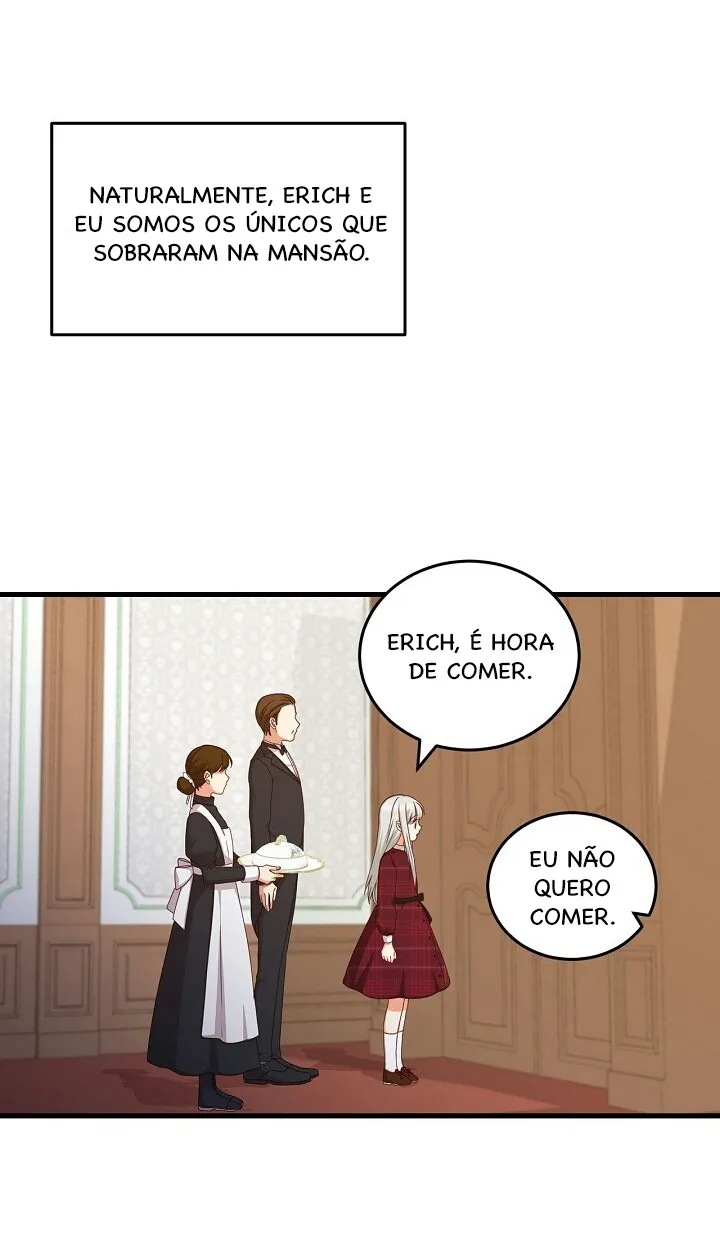 NATURALMENTE, ERICH E
EU SOMOS OS ÚNICOS QUE
SOBRARAM NA MANSÃO.
ERICH, É HORA
DE COMER.
EU NÃO
QUERO
COMER.